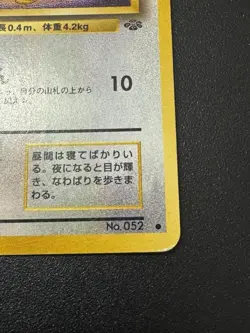 長0.4m、体重4.2kg
自分の山札の上から
10
昼間は寝てばかりい
る。夜になると目が輝
き、なわばりを歩きま
わる。
No.052 ●